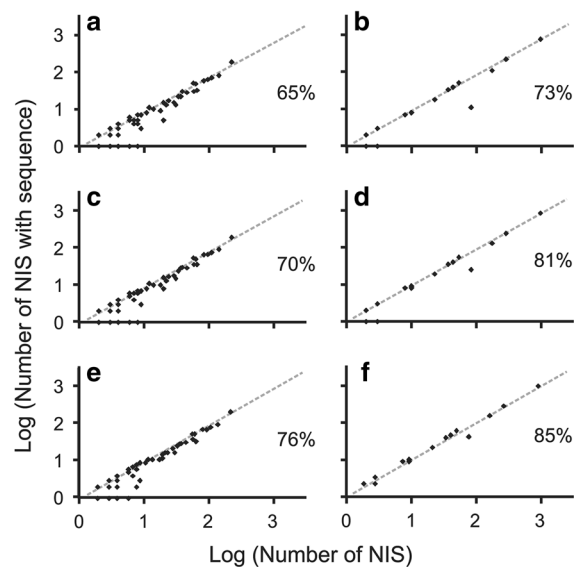 a
b
3
2
1
0
65%
73%
c
d
3
2
1
0
70%
81%
e
f
3
2
1
0
76%
85%
0 1 2 3
0 1 2 3
Log (Number of NIS with sequence)
Log (Number of NIS)